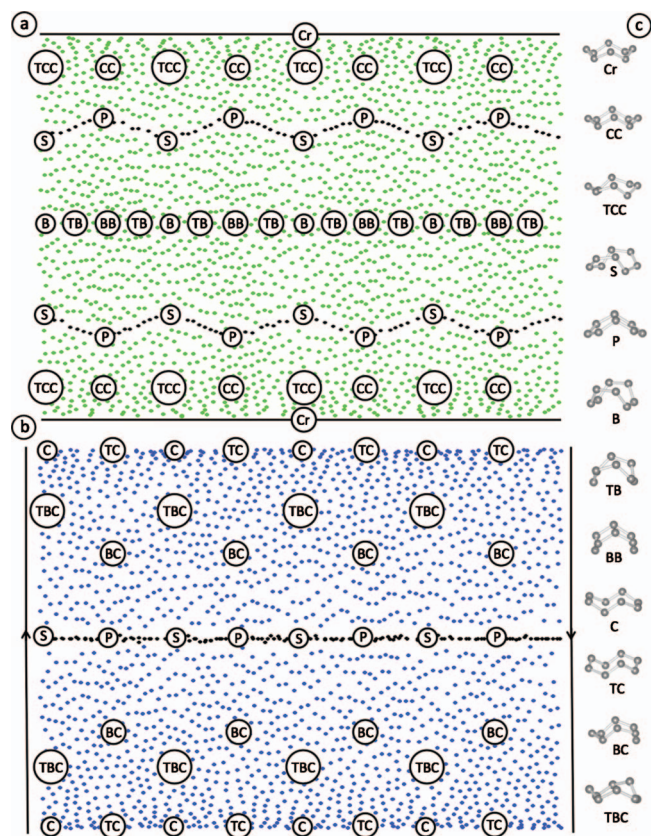 a
Cr
c
TCC CC TCC CC TCC CC TCC CC
Cr
P P P P
S S S S
CC
TCC
B TB BB TB B TB BB TB B TB BB TB B TB BB TB
S
S S S S
P P P P
P
TCC CC TCC CC TCC CC TCC CC
B
Cr
b
C TC C TC C TC C TC
TB
TBC TBC TBC TBC
BC BC BC BC
BB
C
S P S P S P S P
TC
BC BC BC BC
BC
TBC TBC TBC TBC
TBC
C TC C TC C TC C TC